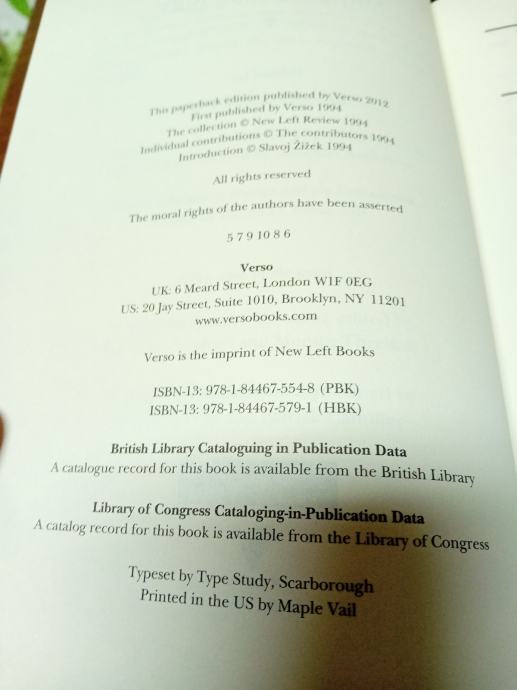 This paperback edition published by Verso 2012
First published by Verso 1994
The collection © New Left Review 1994
Individual contributions © The contributors 1994
Introduction © Slavoj Žižek 1994
All rights reserved
The moral rights of the authors have been asserted
5 7 9 10 8 6
Verso
UK: 6 Meard Street, London W1F 0EG
US: 20 Jay Street, Suite 1010, Brooklyn, NY 11201
www.versobooks.com
Verso is the imprint of New Left Books
ISBN-13: 978-1-84467-554-8 (PBK)
ISBN-13: 978-1-84467-579-1 (HBK)
British Library Cataloguing in Publication Data
A catalogue record for this book is available from the British Library
Library of Congress Cataloging-in-Publication Data
A catalog record for this book is available from the Library of Congress
Typeset by Type Study, Scarborough
Printed in the US by Maple Vail